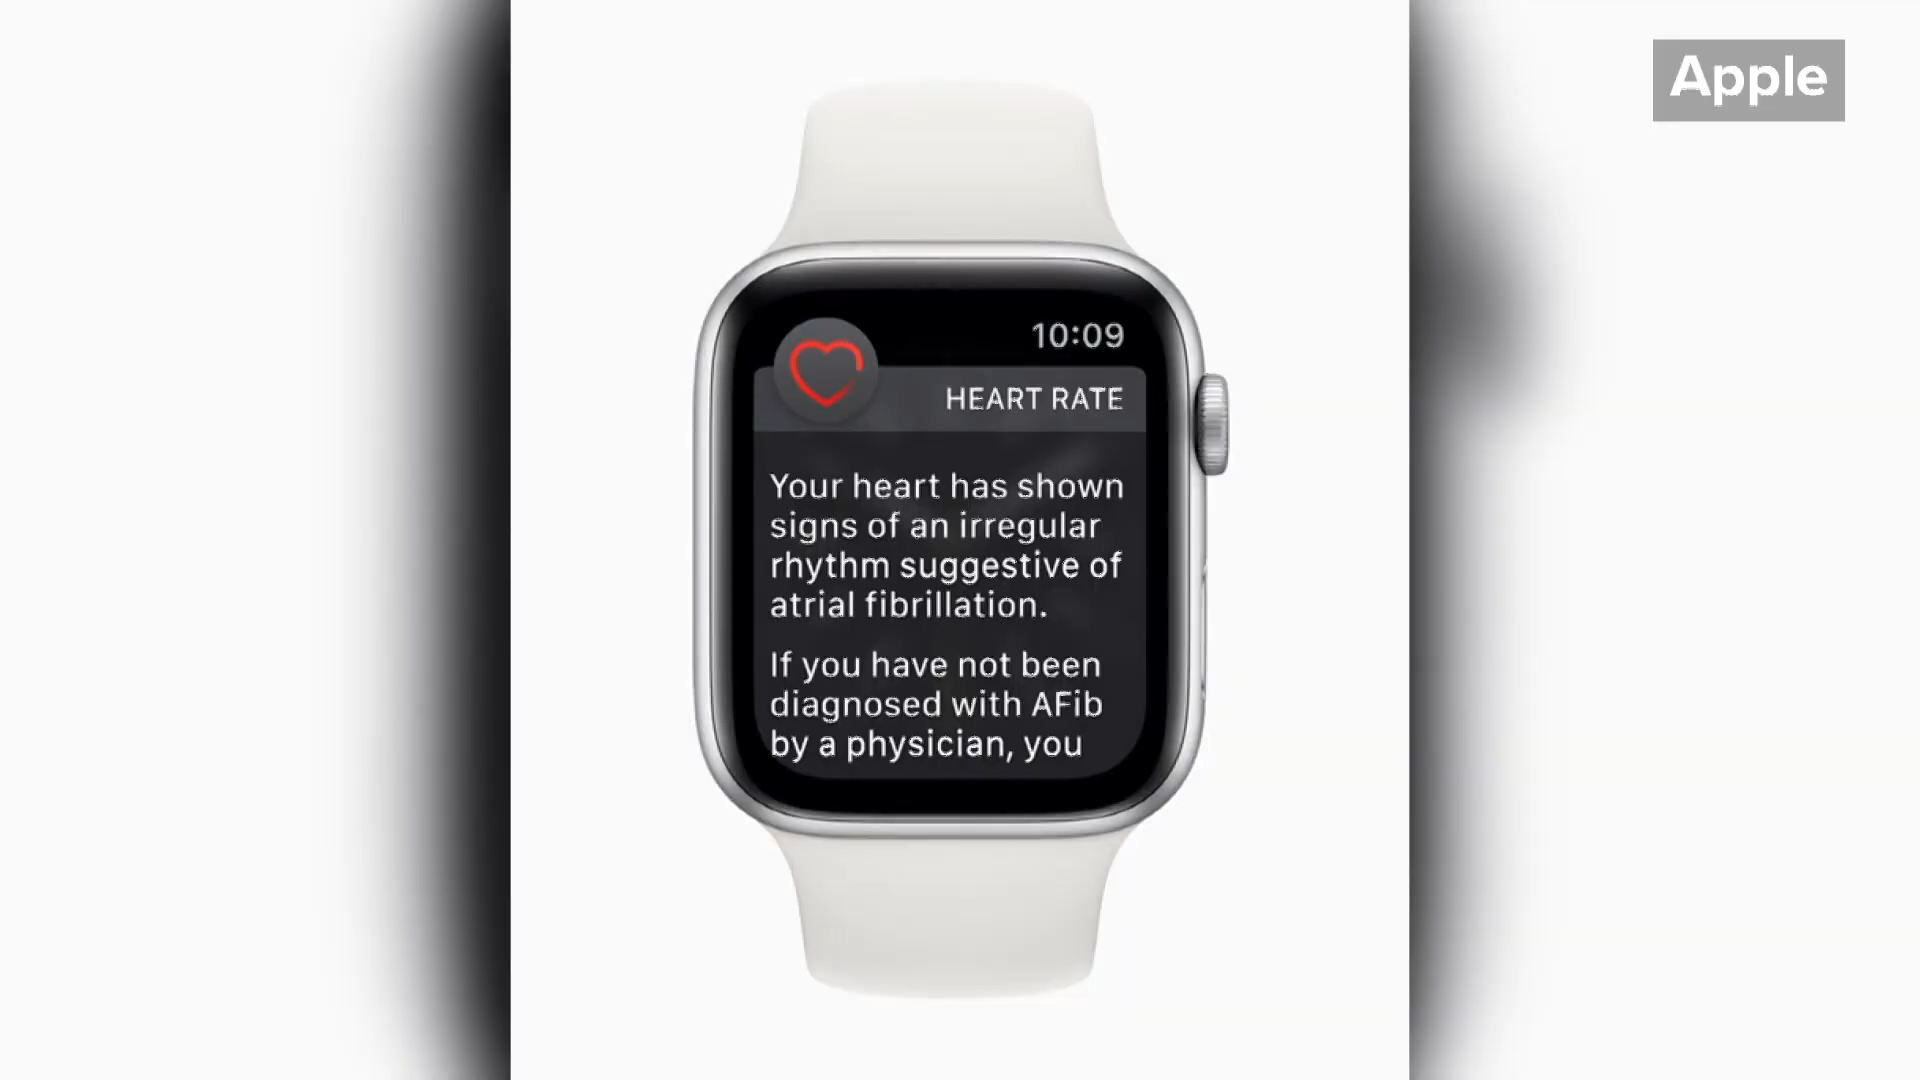 Apple
10:09
HEART RATE
Your heart has shown
signs of an irregular
rhythm suggestive of
atrial fibrillation.
If you have not been
diagnosed with AFib
by a physician, you